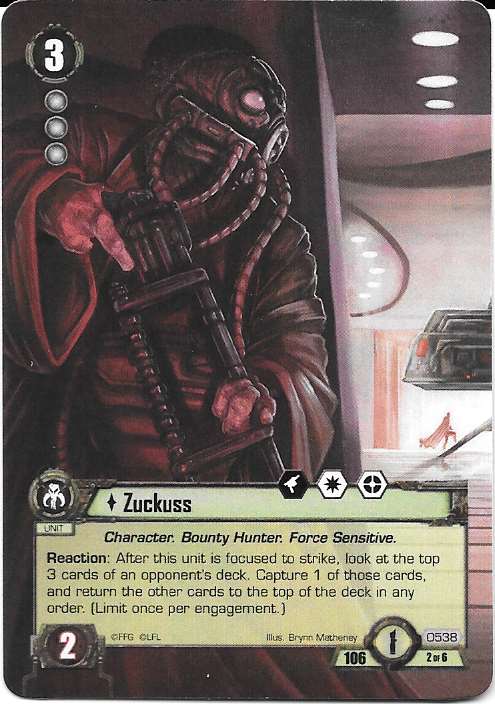 3
Zuckuss
UNIT
Character. Bounty Hunter. Force Sensitive.
Reaction: After this unit is focused to strike, look at the top
3 cards of an opponent's deck. Capture 1 of those cards,
and return the other cards to the top of the deck in any
order. (Limit once per engagement.)
2
©FFG ©LFL
Illus. Brynn Metheney
0538
106
2 OF 6